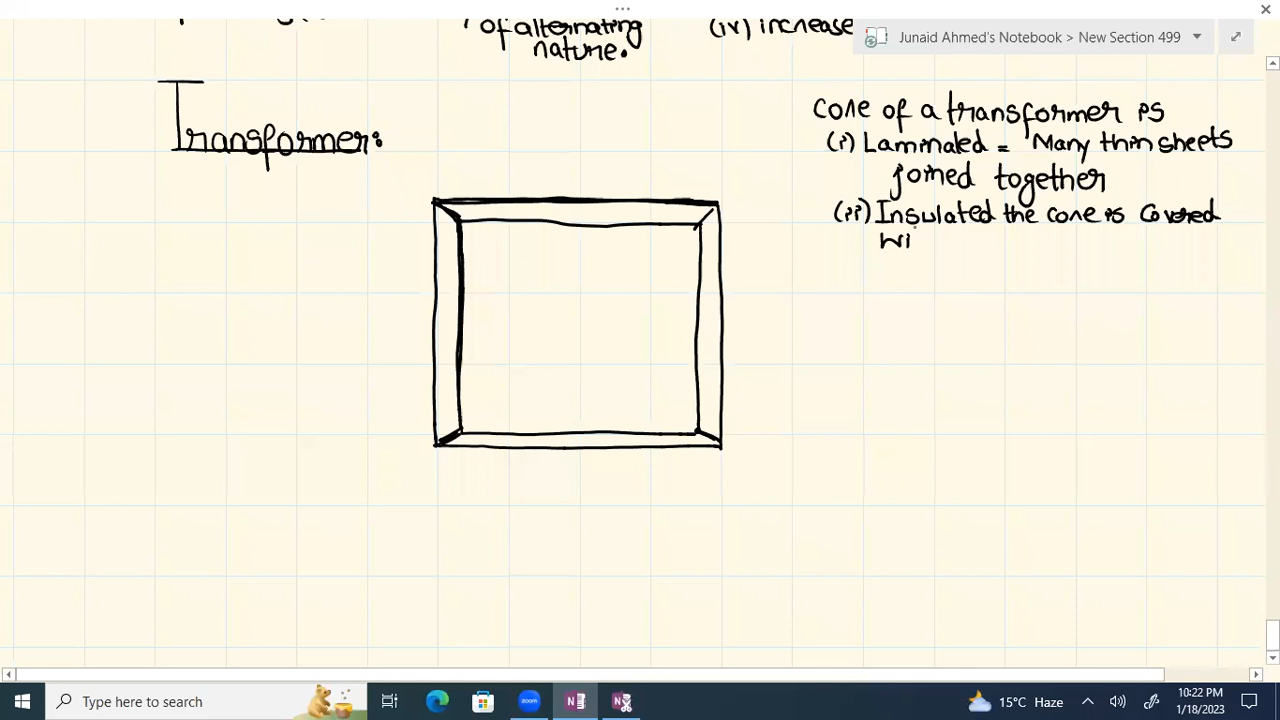 of alternating
nature.
(iv) increase
Junaid Ahmed's Notebook > New Section 499
Transformer:
Core of a transformer is
(i) Laminated = Many thin sheets
joined together
(ii) Insulated the core is covered
wi
Type here to search
zoom
15°C Haze
10:22 PM
1/18/2023